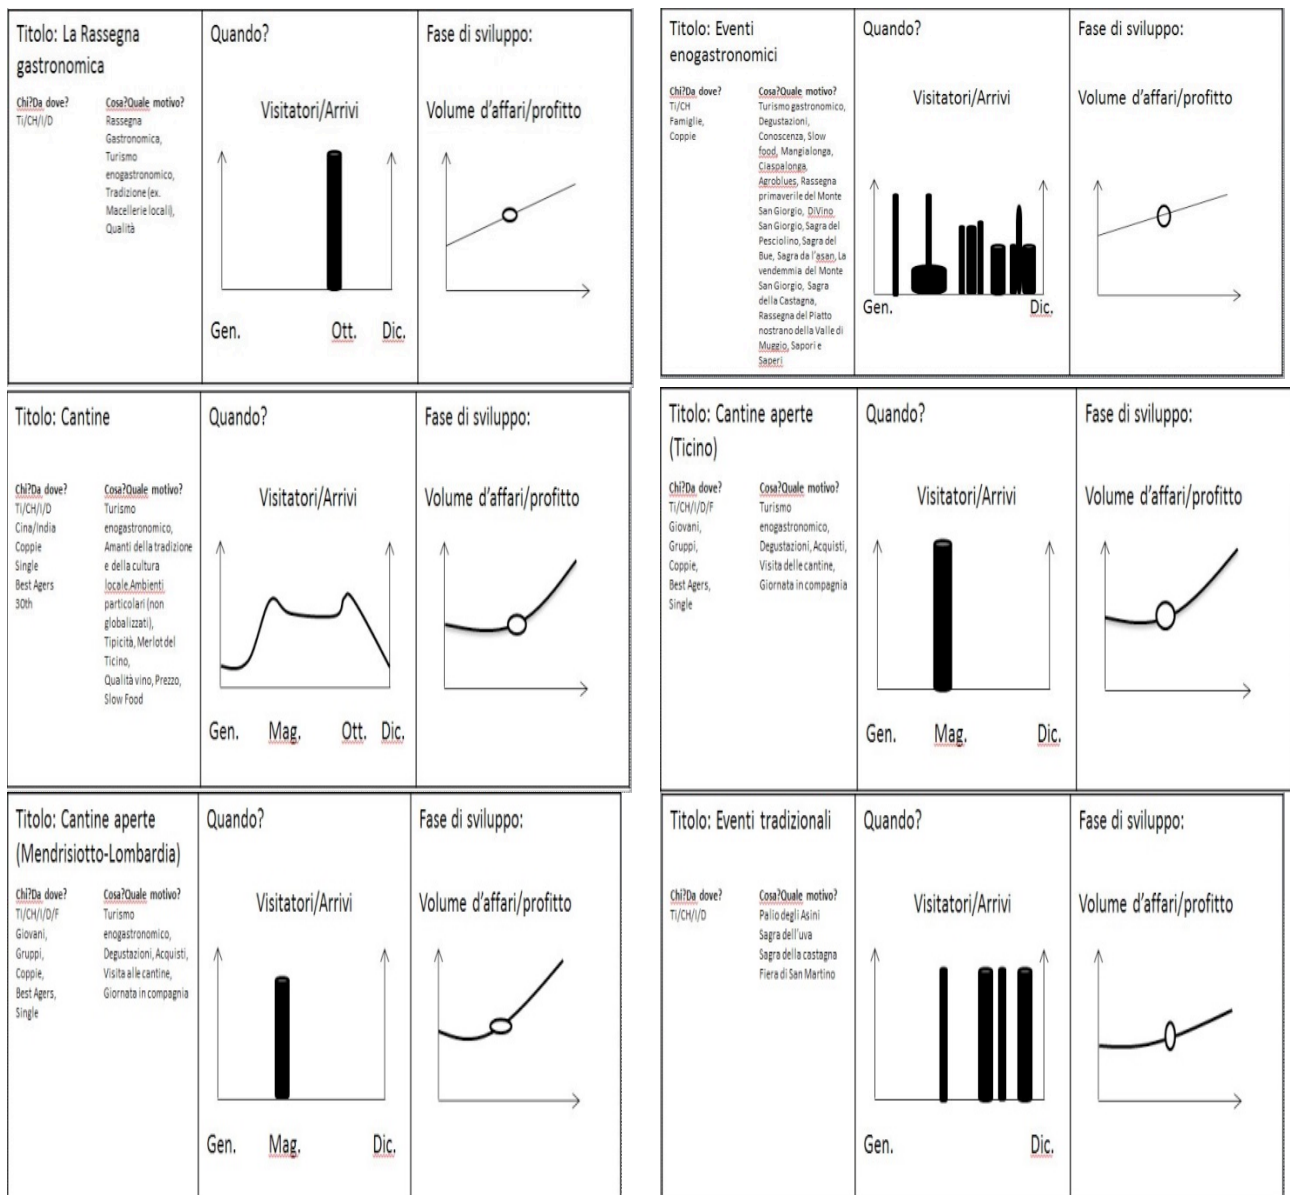 Titolo: La Rassegna
gastronomica
Chi?Da dove?
Ti/CH/I/D
Cosa?Quale motivo?
Rassegna
Gastronomica,
Turismo
enogastronomico,
Tradizione (ex.
Macellerie locali),
Qualità
Quando?
Visitatori/Arrivi
Gen.
Ott.
Dic.
Fase di sviluppo:
Volume d'affari/profitto
Titolo: Eventi
enogastronomici
Chi?Da dove?
Ti/CH
Famiglie,
Coppie
Cosa?Quale motivo?
Turismo gastronomico,
Degustazioni,
Conoscenza, Slow
food, Mangialonga,
Ciaspalonga,
Agroblues, Rassegna
primaverile del Monte
San Giorgio, DiVino
San Giorgio, Sagra del
Pesciolino, Sagra del
Bue, Sagra da l'asan, La
vendemmia del Monte
San Giorgio, Sagra
della Castagna,
Rassegna del Piatto
nostrano della Valle di
Muggio, Sapori e
Saperi
Quando?
Visitatori/Arrivi
Gen.
Dic.
Fase di sviluppo:
Volume d'affari/profitto
Titolo: Cantine
Chi?Da dove?
Ti/CH/I/D
Cina/India
Coppie
Single
Best Agers
30th
Cosa?Quale motivo?
Turismo
enogastronomico,
Amanti della tradizione
e della cultura
locale Ambienti
particolari (non
globalizzati),
Tipicità, Merlot del
Ticino,
Qualità vino, Prezzo,
Slow Food
Quando?
Visitatori/Arrivi
Gen.
Mag.
Ott.
Dic.
Fase di sviluppo:
Volume d'affari/profitto
Titolo: Cantine aperte
(Ticino)
Chi?Da dove?
Ti/CH/I/D/F
Giovani,
Gruppi,
Coppie,
Best Agers,
Single
Cosa?Quale motivo?
Turismo
enogastronomico,
Degustazioni, Acquisti,
Visita delle cantine,
Giornata in compagnia
Quando?
Visitatori/Arrivi
Gen.
Mag.
Dic.
Fase di sviluppo:
Volume d'affari/profitto
Titolo: Cantine aperte
(Mendrisiotto-Lombardia)
Chi?Da dove?
TI/CH/I/D/F
Giovani,
Gruppi,
Coppie,
Best Agers,
Single
Cosa?Quale motivo?
Turismo
enogastronomico,
Degustazioni, Acquisti,
Visita alle cantine,
Giornata in compagnia
Quando?
Visitatori/Arrivi
Gen.
Mag.
Dic.
Fase di sviluppo:
Volume d'affari/profitto
Titolo: Eventi tradizionali
Chi?Da dove?
TI/CH/I/D
Cosa?Quale motivo?
Palio degli Asini
Sagra dell'uva
Sagra della castagna
Fiera di San Martino
Quando?
Visitatori/Arrivi
Gen.
Dic.
Fase di sviluppo:
Volume d'affari/profitto